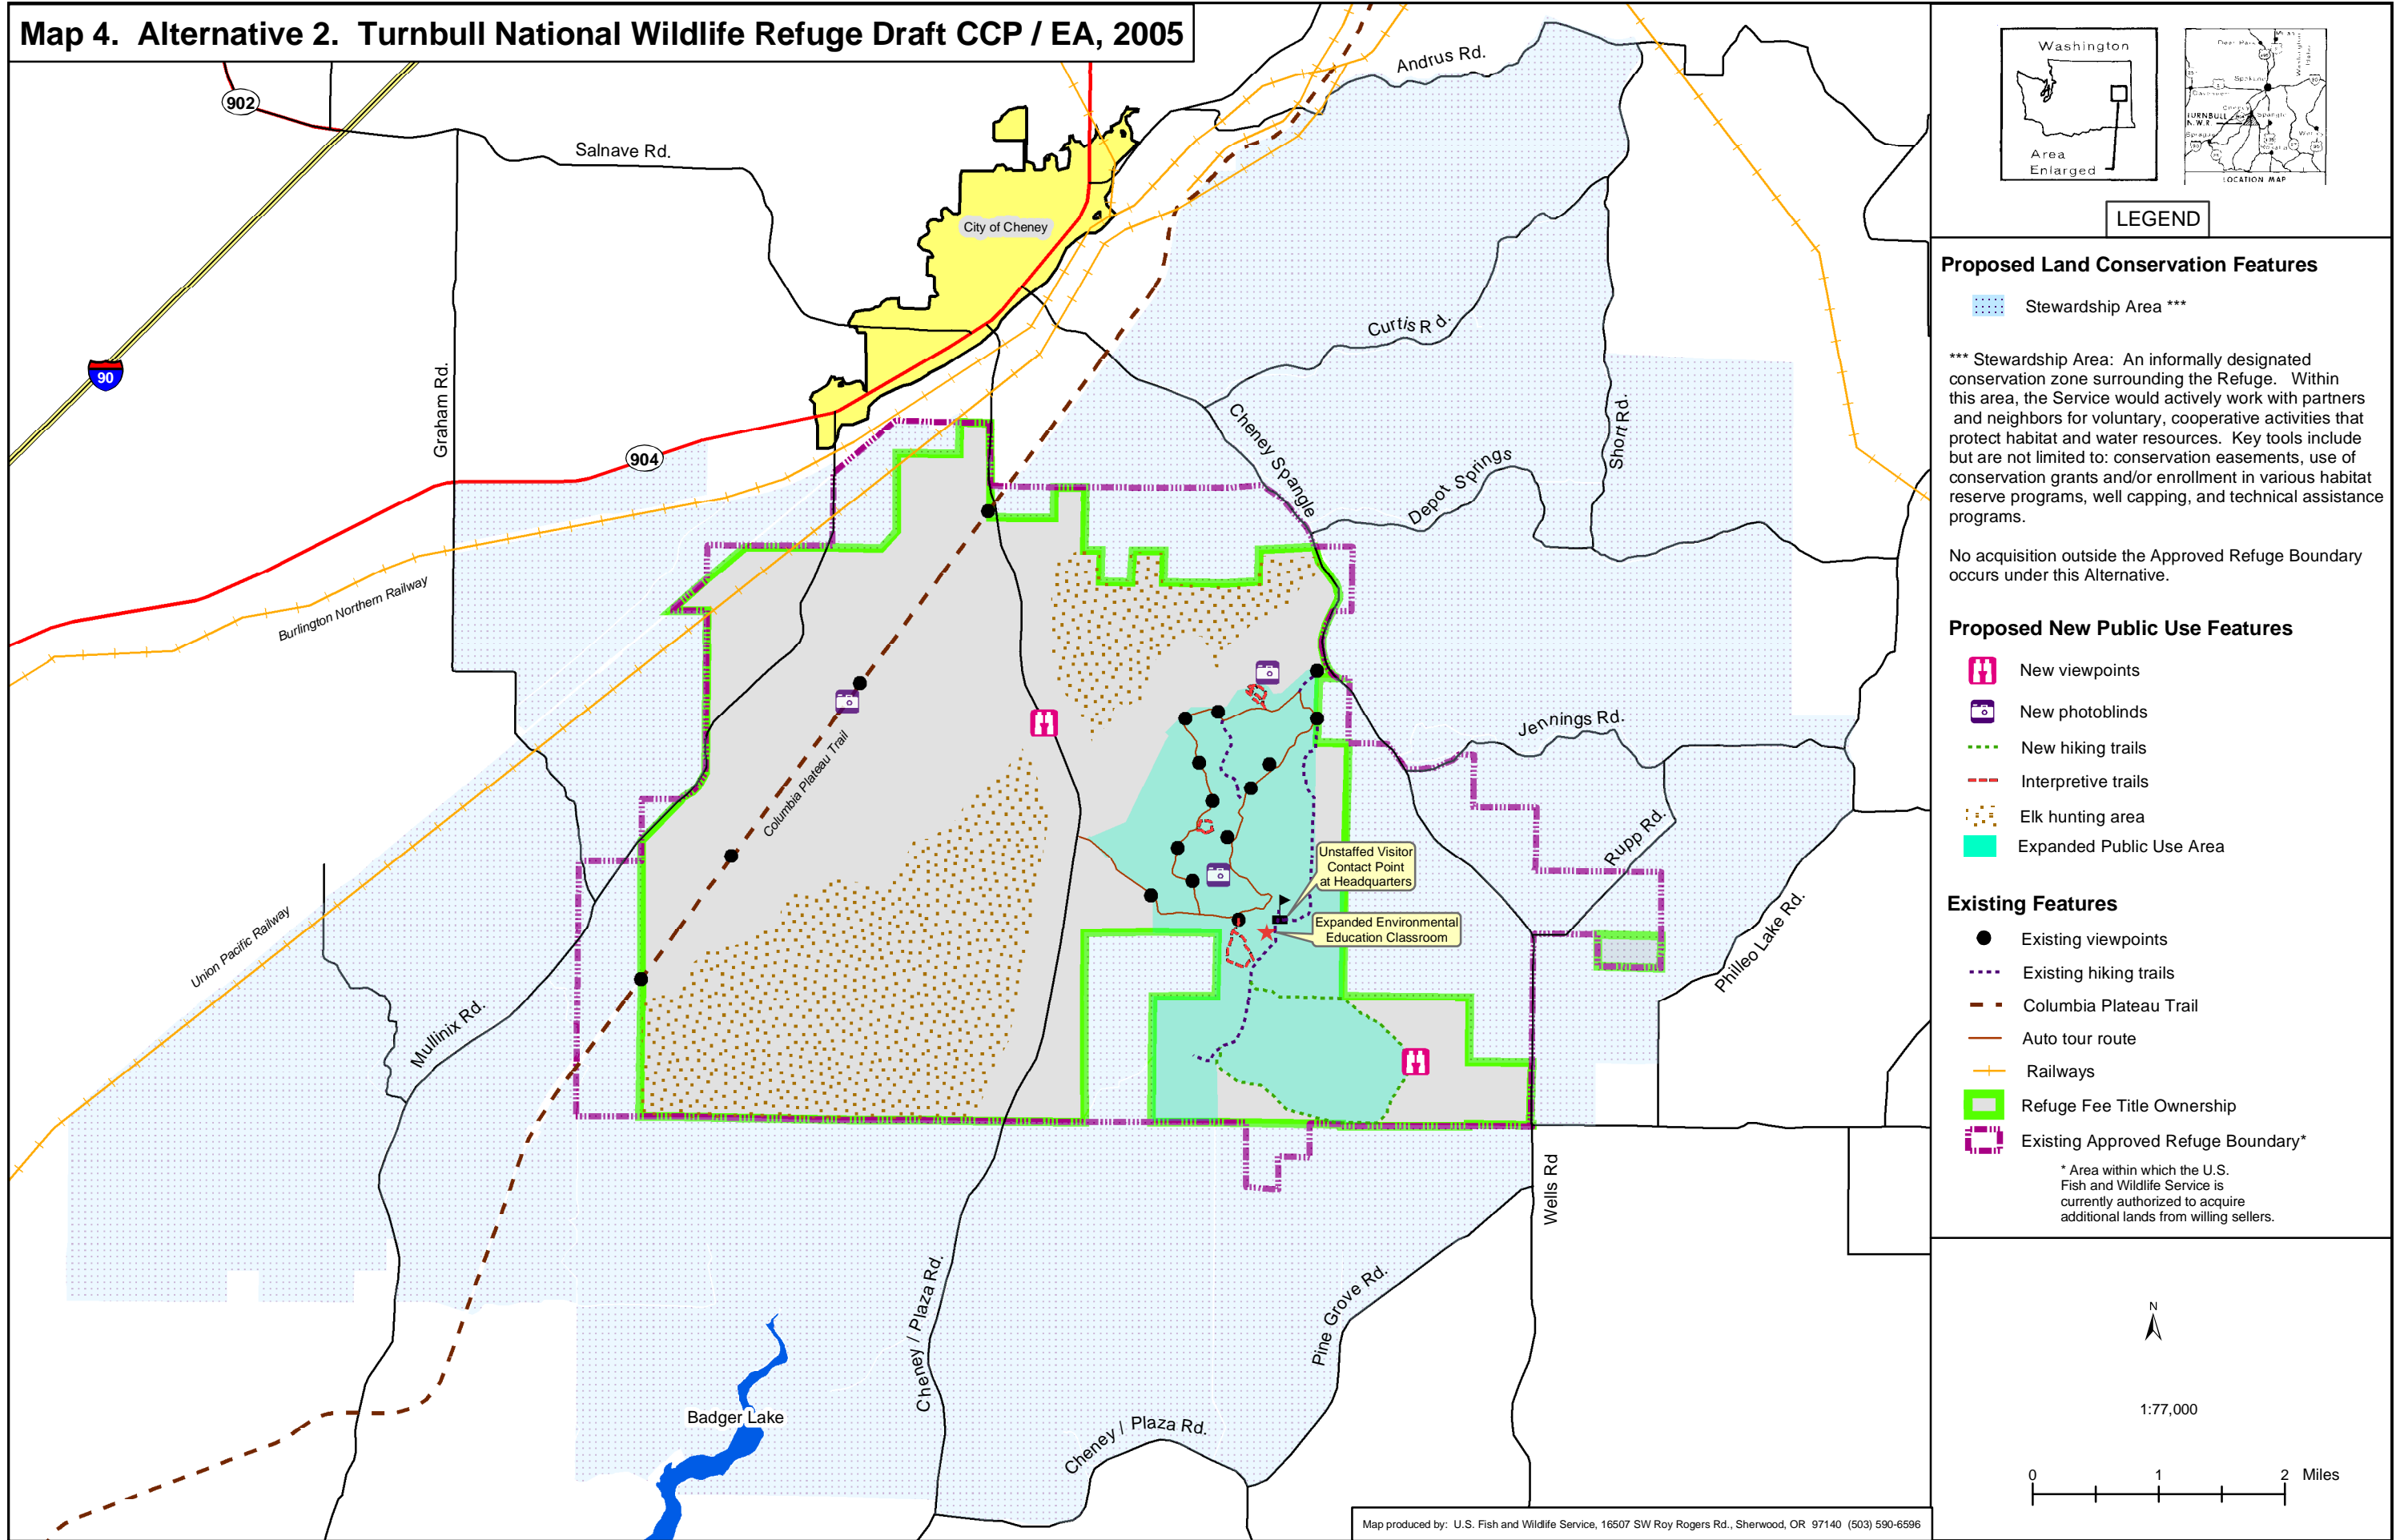 Map 4. Alternative 2. Turnbull National Wildlife Refuge Draft CCP / EA, 2005
902
Salnave Rd.
Andrus Rd.
City of Cheney
90
Graham Rd.
904
Curtis Rd.
Cheney Spangle
Short Rd.
Depot Springs
Burlington Northern Railway
Columbia Plateau Trail
Jennings Rd.
Rupp Rd.
Unstaffed Visitor
Contact Point
at Headquarters
Expanded Environmental
Education Classroom
Philleo Lake Rd.
Union Pacific Railway
Mullinix Rd.
Wells Rd
Cheney / Plaza Rd.
Pine Grove Rd.
Badger Lake
Cheney / Plaza Rd.
Map produced by: U.S. Fish and Wildlife Service, 16507 SW Roy Rogers Rd., Sherwood, OR 97140 (503) 590-6596
Washington
Area
Enlarged
TURNBULL
N.W.R.
LOCATION MAP
LEGEND
Proposed Land Conservation Features
Stewardship Area ***
*** Stewardship Area: An informally designated
conservation zone surrounding the Refuge. Within
this area, the Service would actively work with partners
and neighbors for voluntary, cooperative activities that
protect habitat and water resources. Key tools include
but are not limited to: conservation easements, use of
conservation grants and/or enrollment in various habitat
reserve programs, well capping, and technical assistance
programs.
No acquisition outside the Approved Refuge Boundary
occurs under this Alternative.
Proposed New Public Use Features
New viewpoints
New photoblinds
New hiking trails
Interpretive trails
Elk hunting area
Expanded Public Use Area
Existing Features
Existing viewpoints
Existing hiking trails
Columbia Plateau Trail
Auto tour route
Railways
Refuge Fee Title Ownership
Existing Approved Refuge Boundary*
* Area within which the U.S.
Fish and Wildlife Service is
currently authorized to acquire
additional lands from willing sellers.
N
1:77,000
0 1 2 Miles